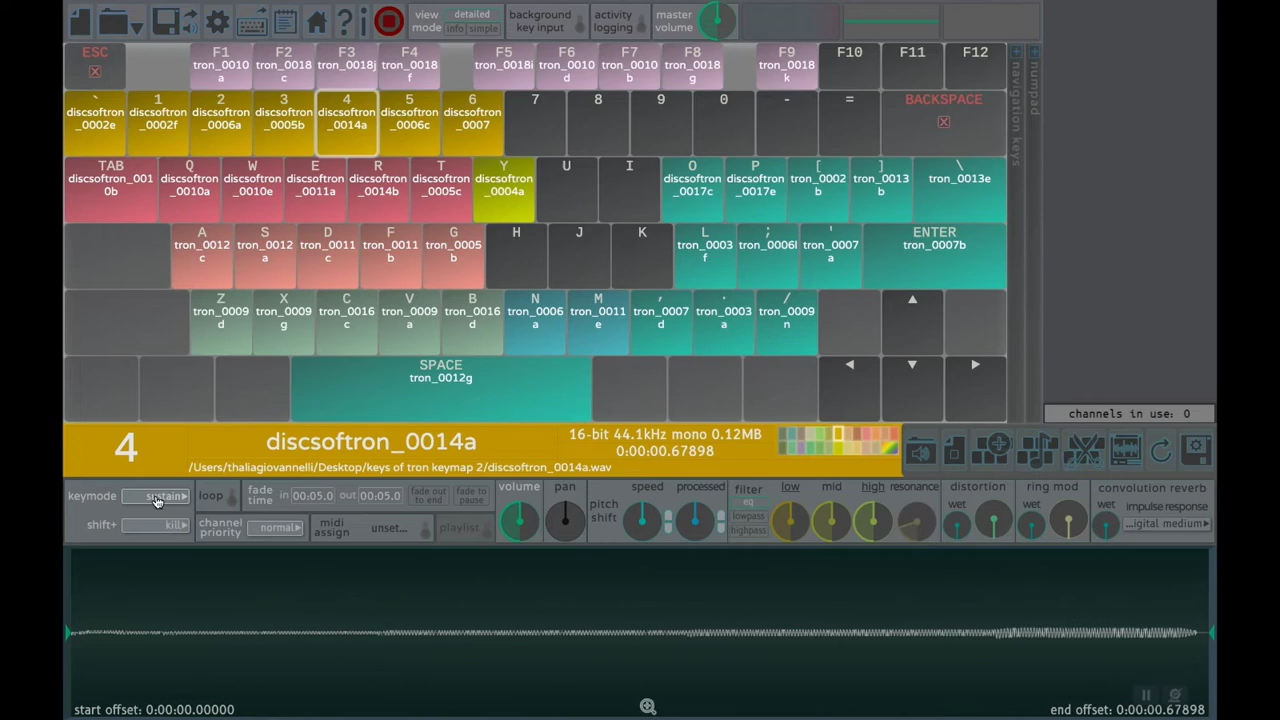 view mode
detailed
info simple
background key input
activity logging
master volume
ESC
F1
tron_0010
a
F2
tron_0018
c
F3
tron_0018j
F4
tron_0018
f
F5
tron_0018i
F6
tron_0010
d
F7
tron_0010
b
F8
tron_0018
g
F9
tron_0018
k
F10
F11
F12
navigation keys
numpad
`
discsoftron
_0002e
1
discsoftron
_0002f
2
discsoftron
_0006a
3
discsoftron
_0005b
4
discsoftron
_0014a
5
discsoftron
_0006c
6
discsoftron
_0007
7
8
9
0
-
=
BACKSPACE
TAB
discsoftron_001
0b
Q
discsoftron
_0010a
W
discsoftron
_0010e
E
discsoftron
_0011a
R
discsoftron
_0014b
T
discsoftron
_0005c
Y
discsoftron
_0004a
U
I
O
discsoftron
_0017c
P
discsoftron
_0017e
[
tron_0002
b
]
tron_0013
b
\
tron_0013e
A
tron_0012
c
S
tron_0012
a
D
tron_0011
c
F
tron_0011
b
G
tron_0005
b
H
J
K
L
tron_0003
f
;
tron_0006l
'
tron_0007
a
ENTER
tron_0007b
Z
tron_0009
d
X
tron_0009
g
C
tron_0016
c
V
tron_0009
a
B
tron_0016
d
N
tron_0006
a
M
tron_0011
e
,
tron_0007
d
.
tron_0003
a
/
tron_0009
n
SPACE
tron_0012g
channels in use: 0
4
discsoftron_0014a
16-bit 44.1kHz mono 0.12MB
0:00:00.67898
/Users/thaliagiovannelli/Desktop/keys of tron keymap 2/discsoftron_0014a.wav
keymode
sustain
shift+
kill
loop
fade time
in 00:05.0
out 00:05.0
fade out to end
fade to pause
channel priority
normal
midi assign
unset...
playlist
volume
pan
pitch shift
speed
processed
filter
eq
lowpass
highpass
low
mid
high
resonance
distortion
wet
ring mod
wet
convolution reverb
wet
impulse response
...igital medium
start offset: 0:00:00.00000
end offset: 0:00:00.67898